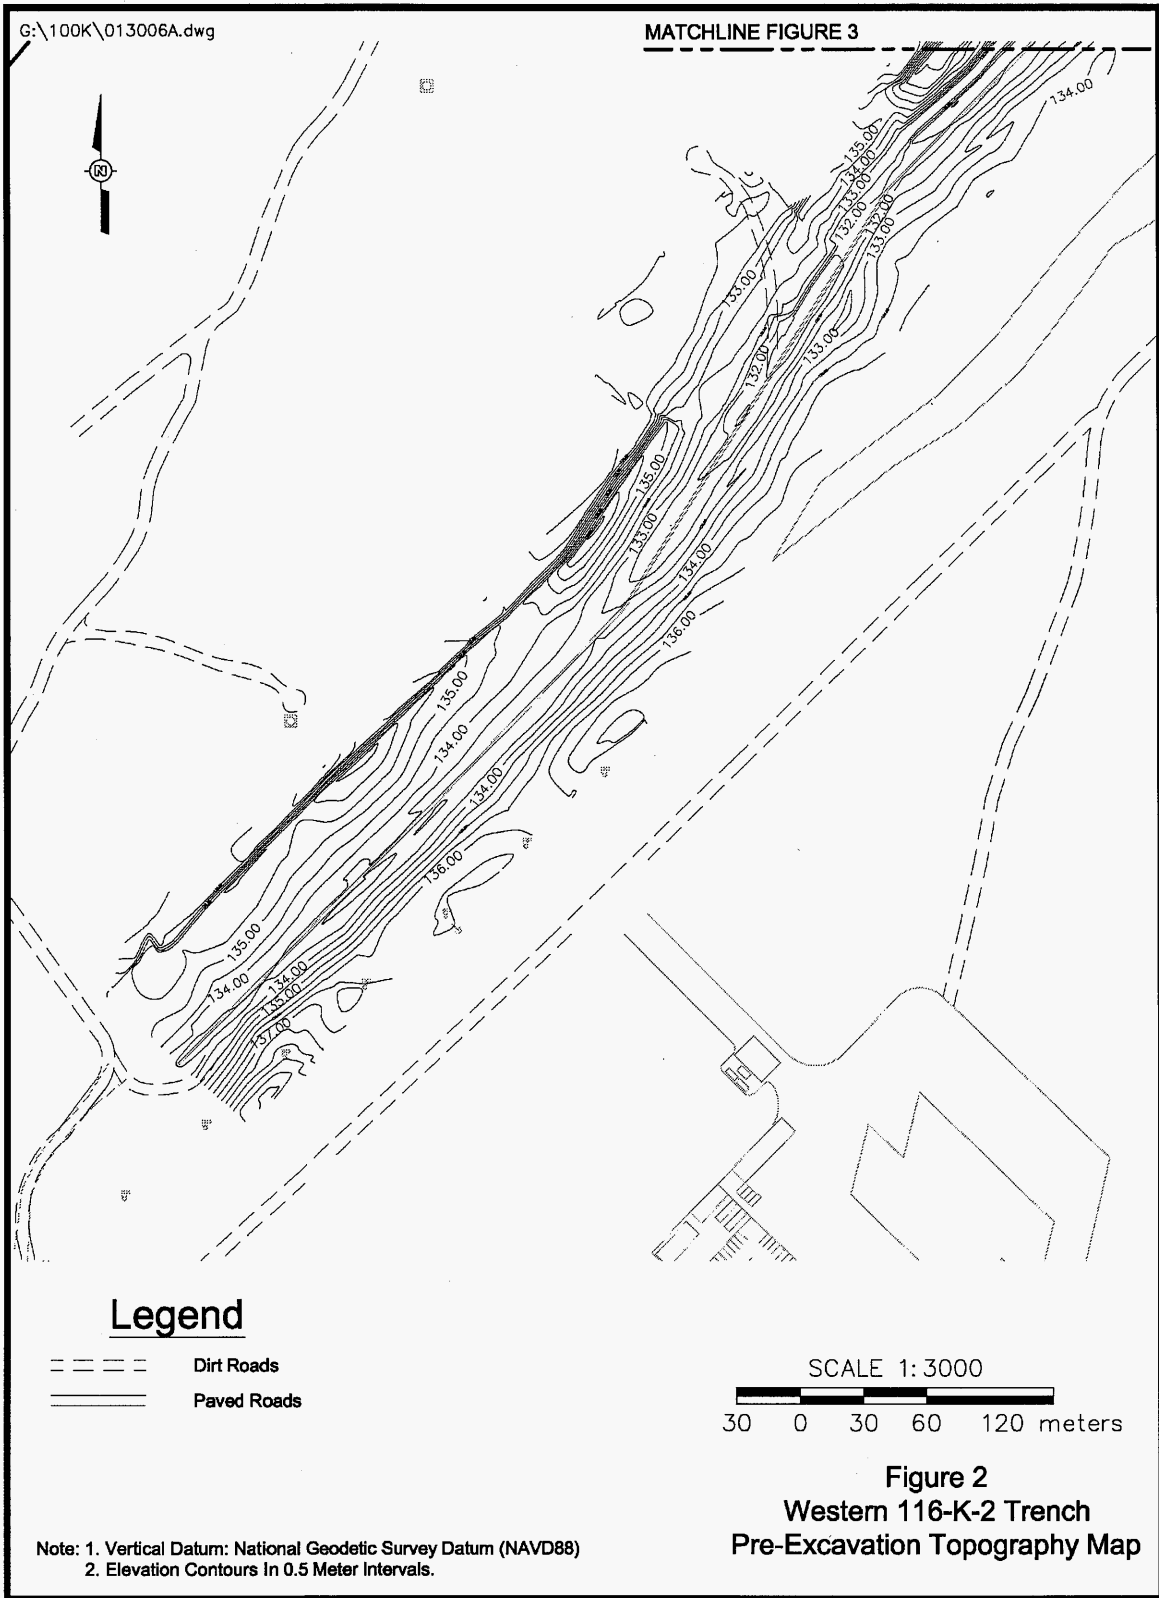 G:\100K\013006A.dwg
MATCHLINE FIGURE 3
N
134.00
135.00
134.00
133.00
132.00
132.00
133.00
133.00
133.00
132.00
135.00
133.00
134.00
136.00
135.00
134.00
134.00
136.00
135.00
134.00
134.00
135.00
137.00
Legend
Dirt Roads
Paved Roads
SCALE 1:3000
30 0 30 60 120 meters
Figure 2
Western 116-K-2 Trench
Pre-Excavation Topography Map
Note: 1. Vertical Datum: National Geodetic Survey Datum (NAVD88)
2. Elevation Contours In 0.5 Meter Intervals.